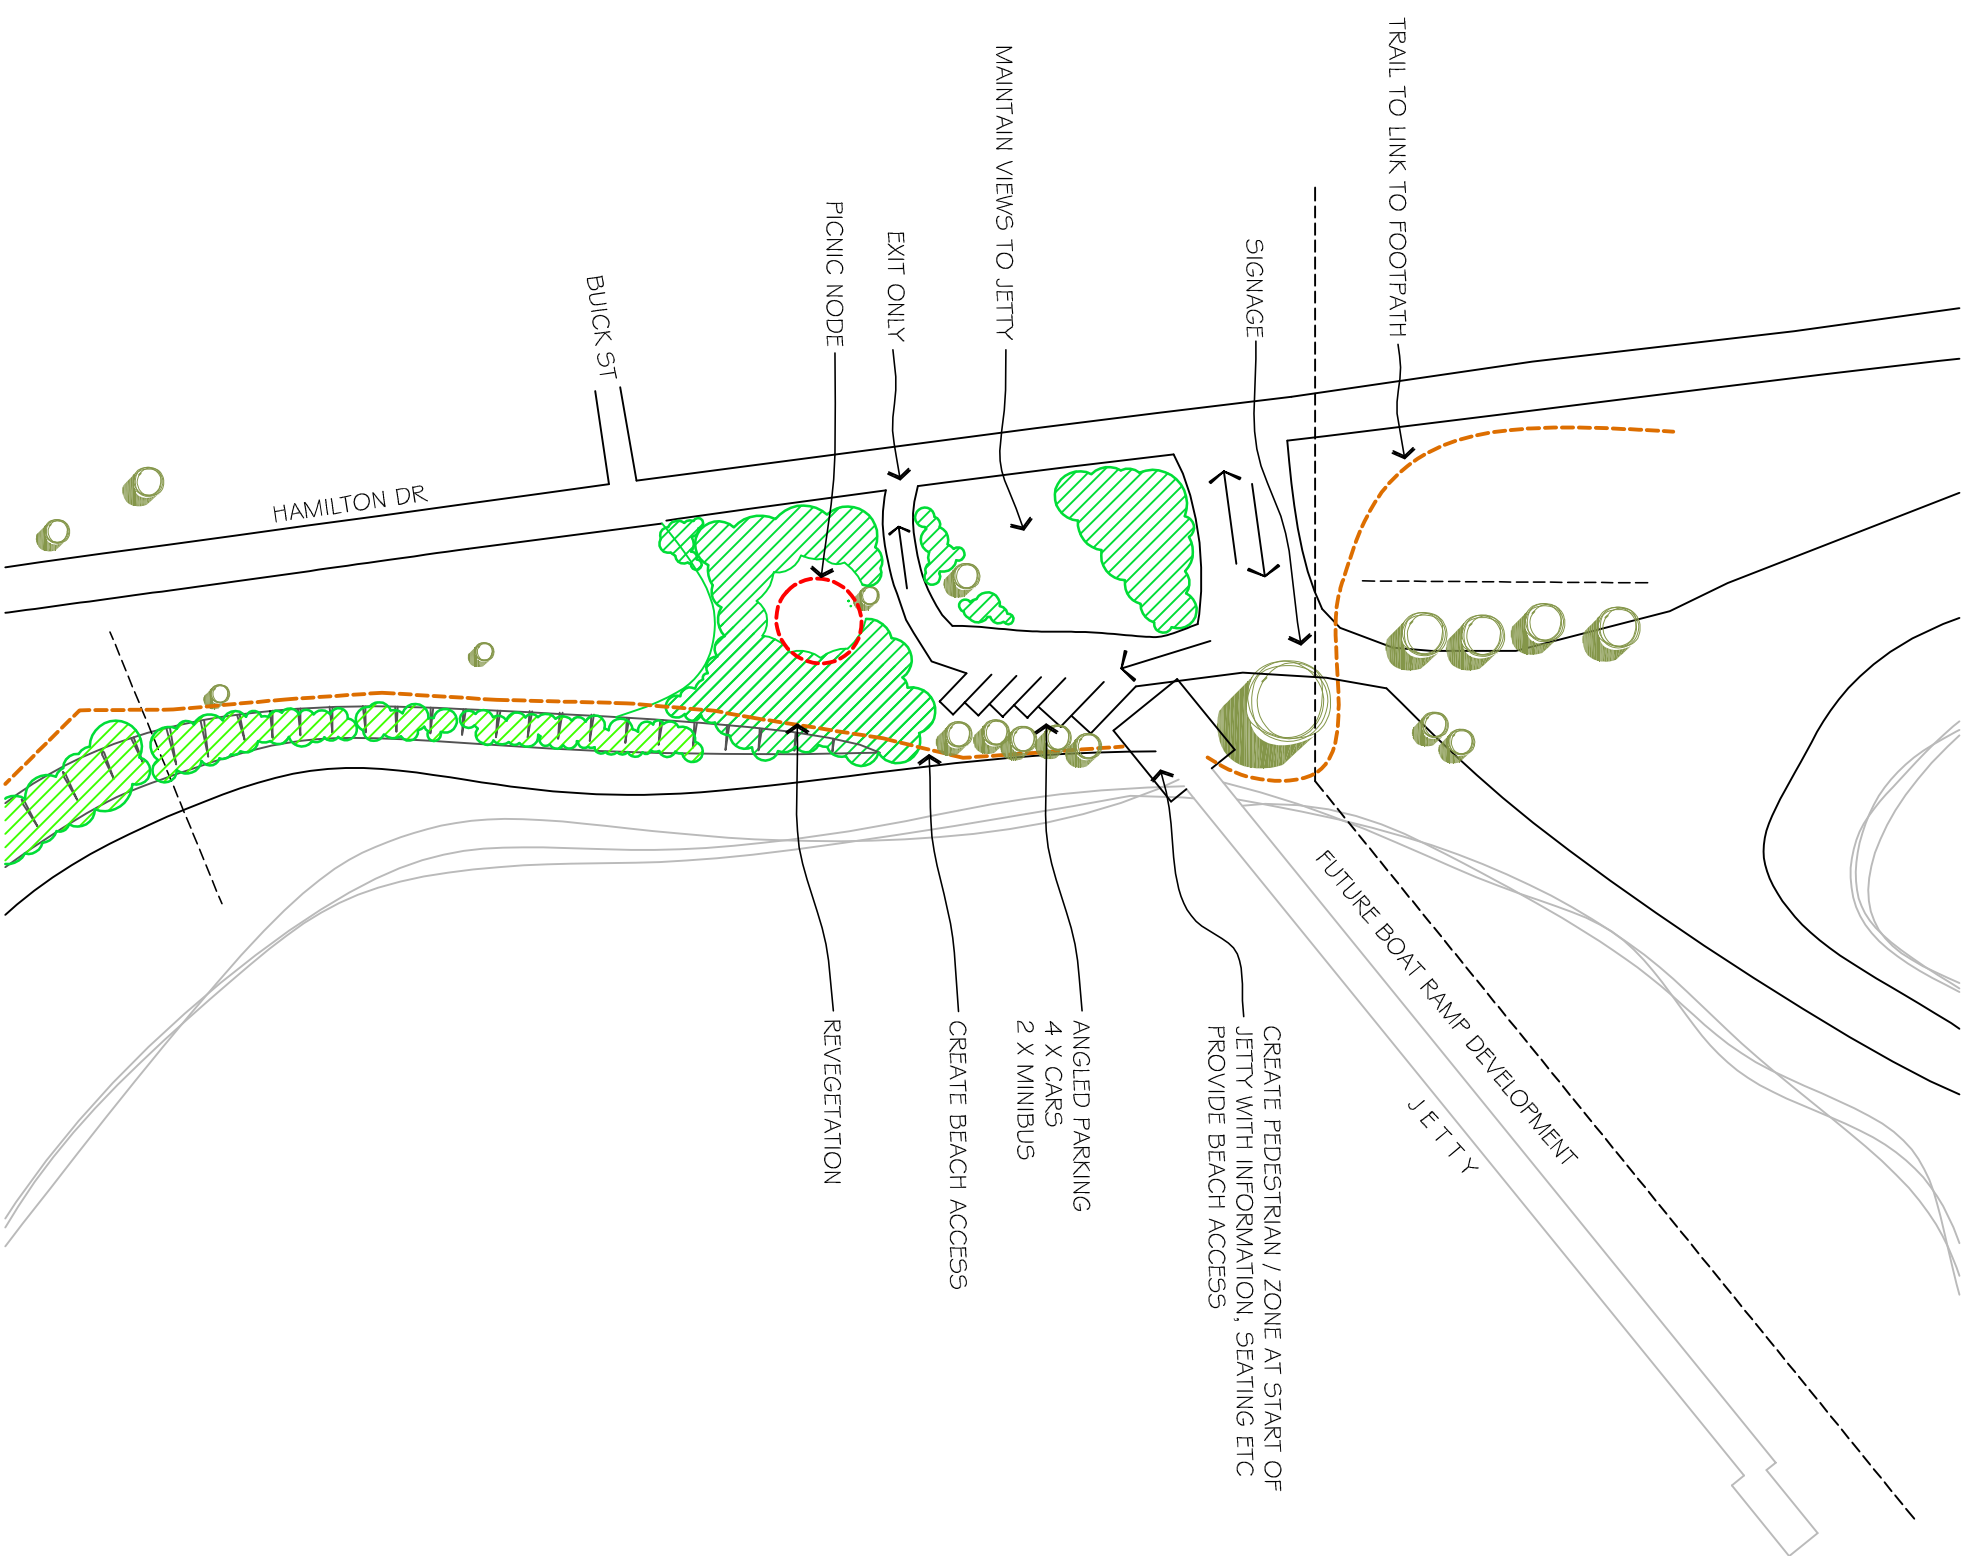 TRAIL TO LINK TO FOOTPATH
MAINTAIN VIEWS TO JETTY
SIGNAGE
EXIT ONLY
PICNIC NODE
BUICK ST
HAMILTON DR
FUTURE BOAT RAMP DEVELOPMENT
JETTY
CREATE PEDESTRIAN / ZONE AT START OF
JETTY WITH INFORMATION, SEATING ETC
PROVIDE BEACH ACCESS
ANGLED PARKING
4 X CARS
2 X MINIBUS
CREATE BEACH ACCESS
REVEGETATION